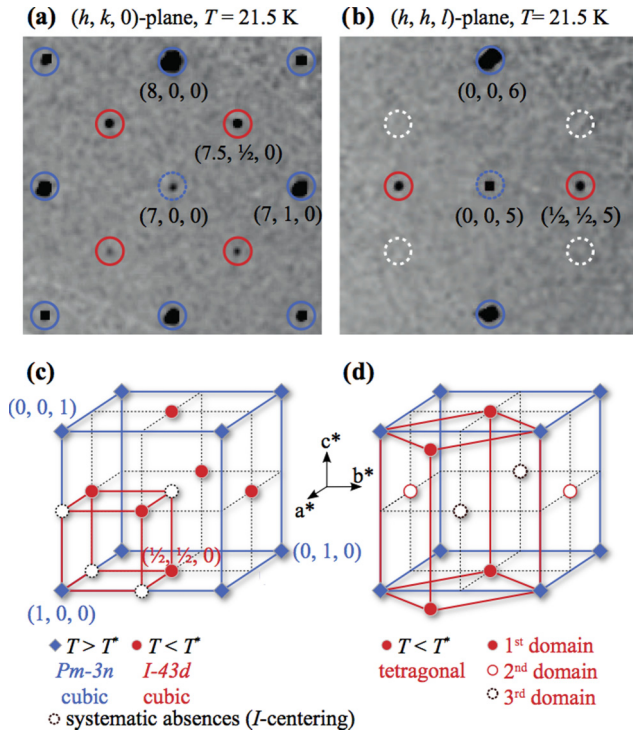 (a) (h, k, 0)-plane, T = 21.5 K
(b) (h, h, l)-plane, T= 21.5 K
(8, 0, 0)
(7.5, ½, 0)
(7, 0, 0)
(7, 1, 0)
(0, 0, 6)
(0, 0, 5)
(½, ½, 5)
(c)
(d)
(0, 0, 1)
c*
b*
a*
(½, ½, 0)
(0, 1, 0)
(1, 0, 0)
T > T*
Pm-3n
cubic
T < T*
I-43d
cubic
systematic absences (I-centering)
T < T*
tetragonal
1st domain
2nd domain
3rd domain